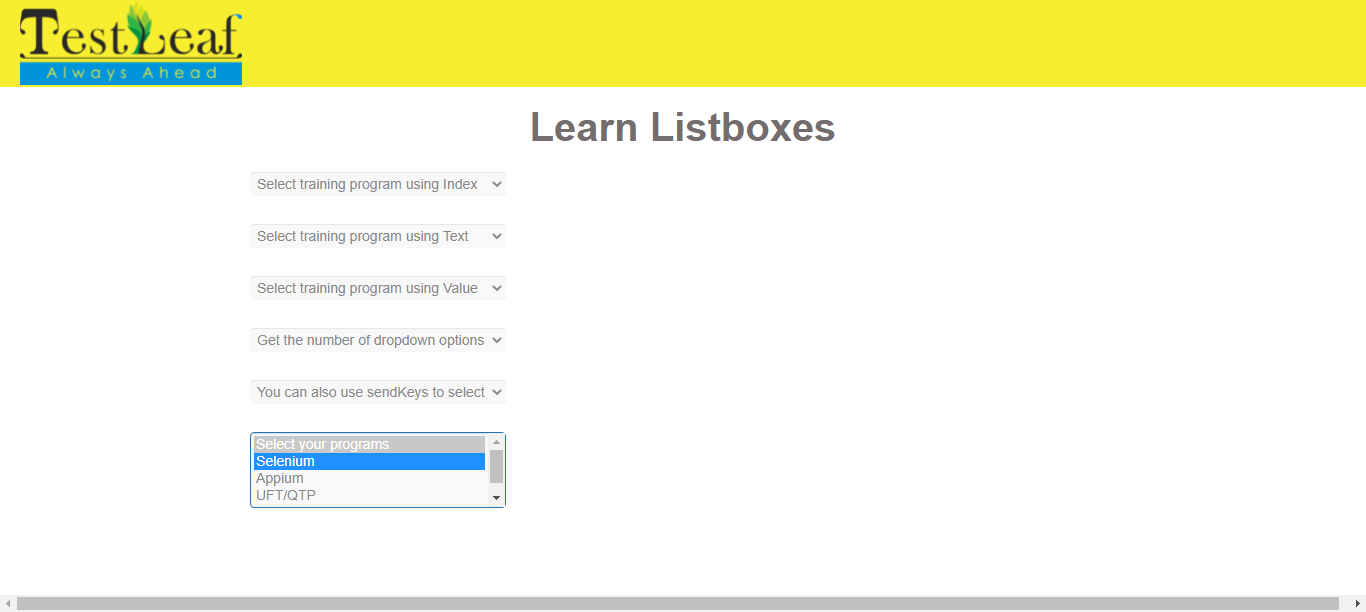 TestLeaf
Always Ahead
Learn Listboxes
Select training program using Index
Select training program using Text
Select training program using Value
Get the number of dropdown options
You can also use sendKeys to select
Select your programs
Selenium
Appium
UFT/QTP